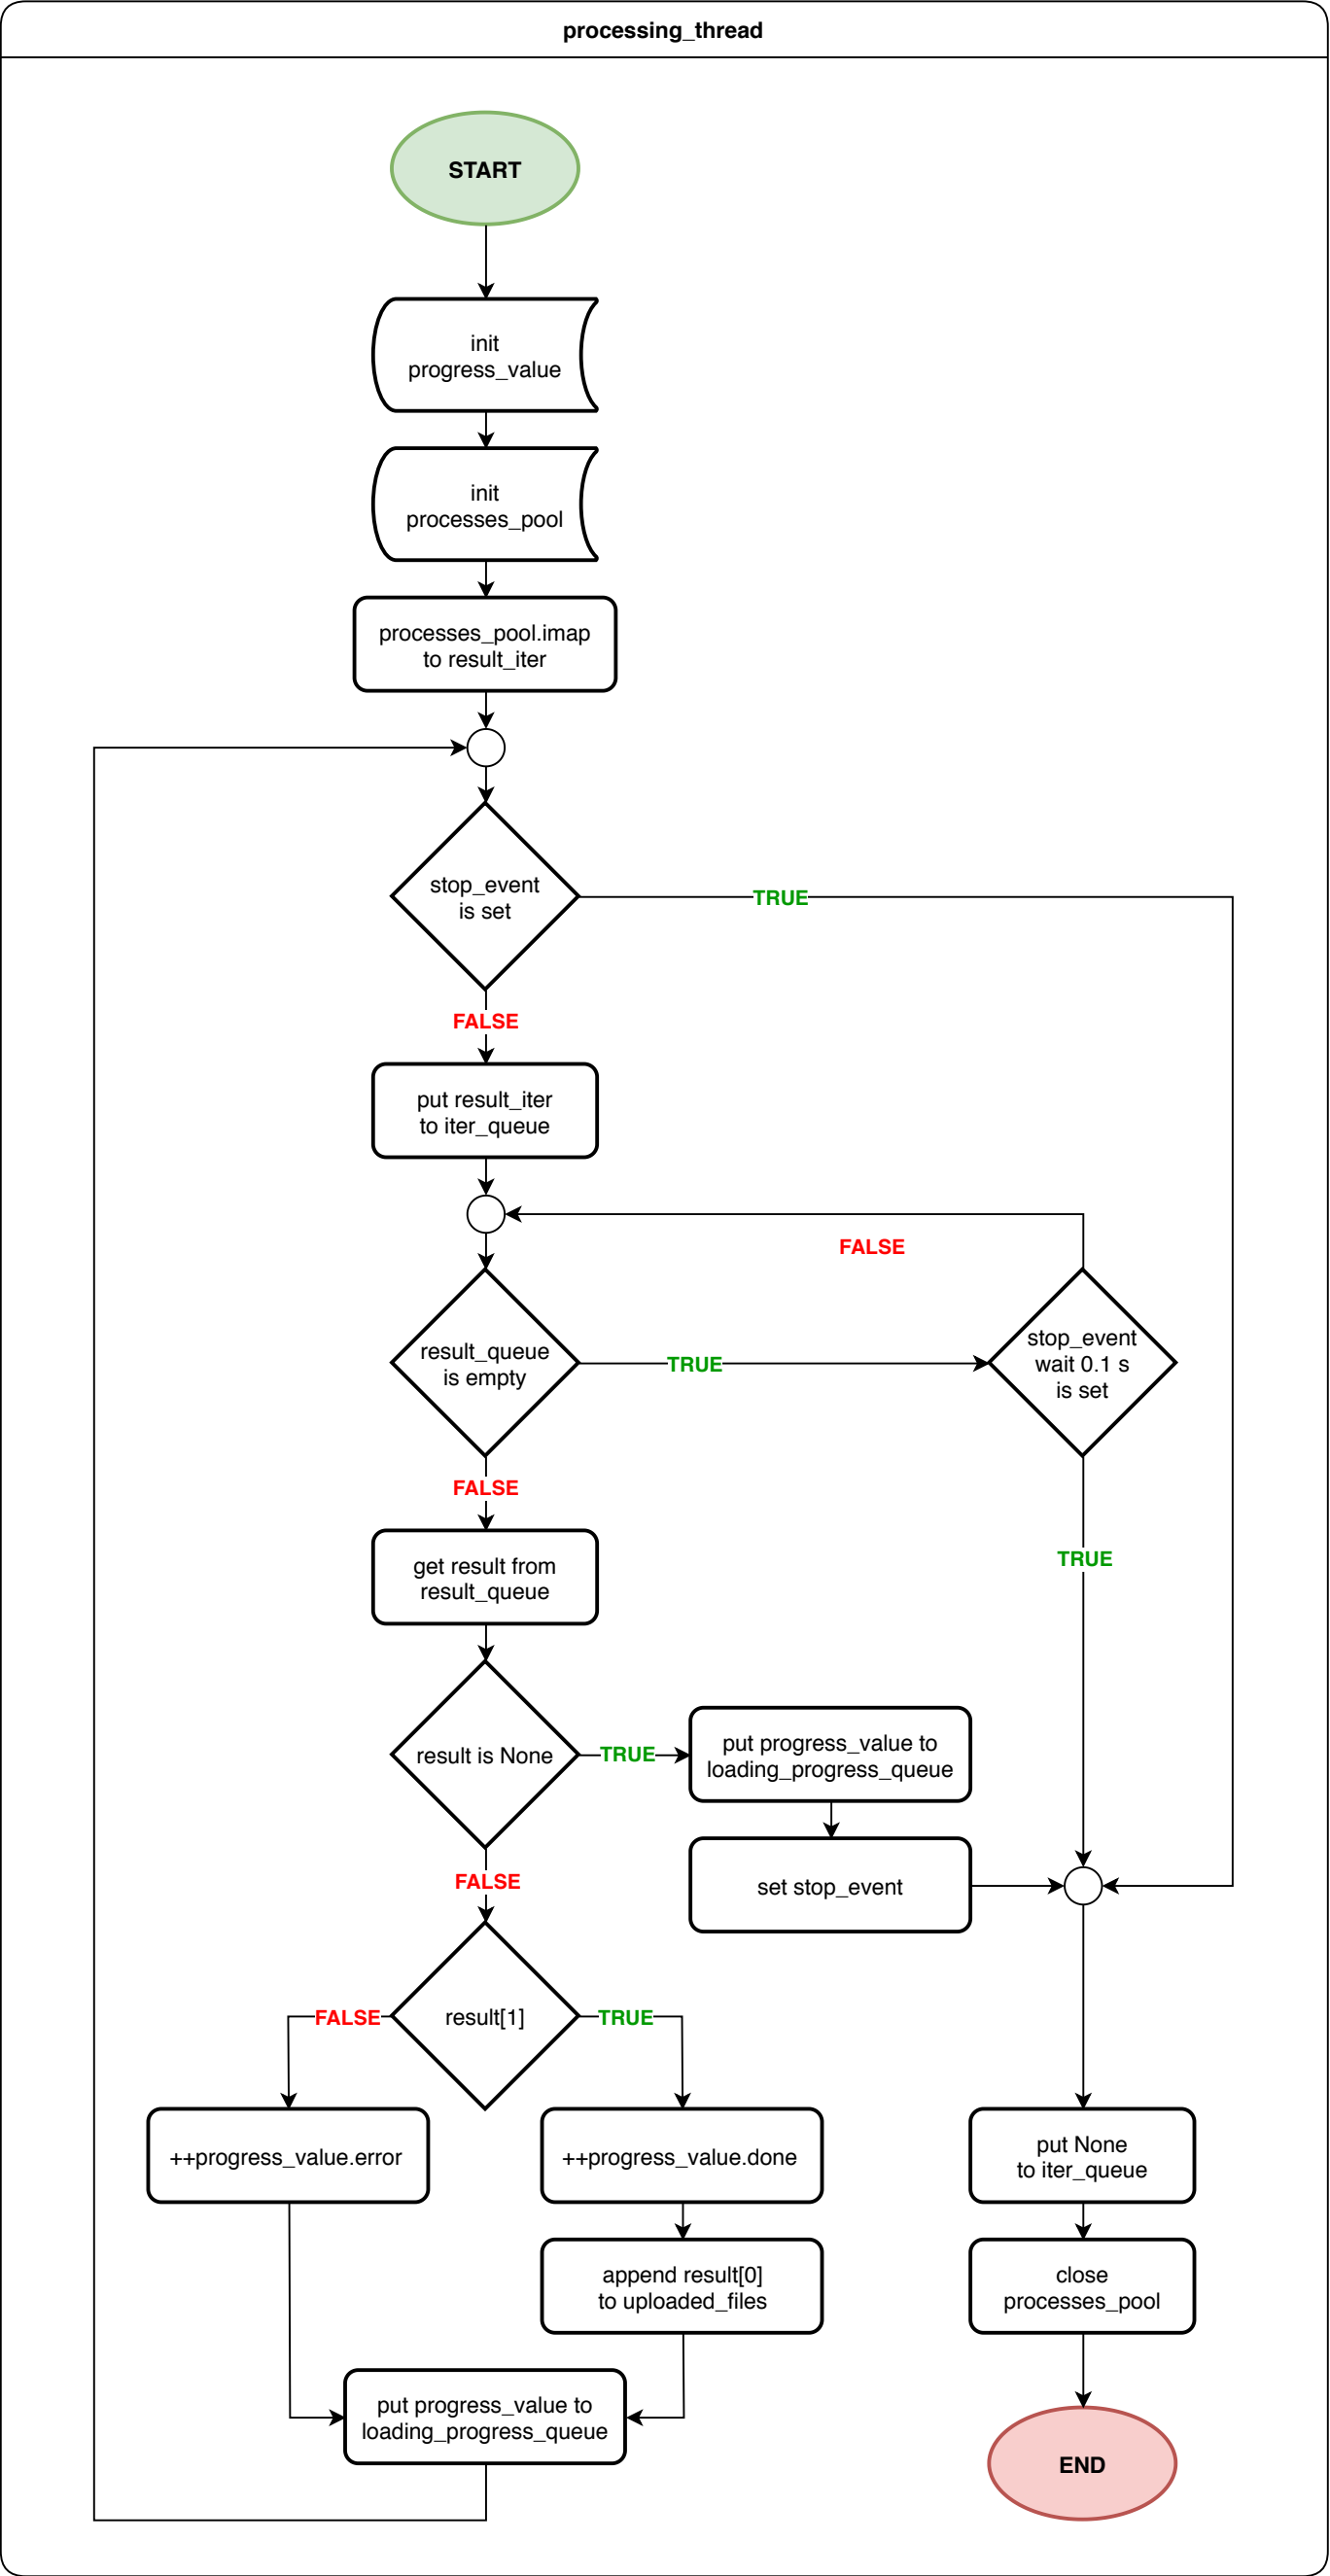 processing_thread
START
init
progress_value
init
processes_pool
processes_pool.imap
to result_iter
stop_event
is set
TRUE
FALSE
put result_iter
to iter_queue
FALSE
result_queue
is empty
TRUE
stop_event
wait 0.1 s
is set
FALSE
TRUE
get result from
result_queue
result is None
TRUE
put progress_value to
loading_progress_queue
set stop_event
FALSE
result[1]
FALSE
TRUE
++progress_value.error
++progress_value.done
put None
to iter_queue
append result[0]
to uploaded_files
close
processes_pool
put progress_value to
loading_progress_queue
END